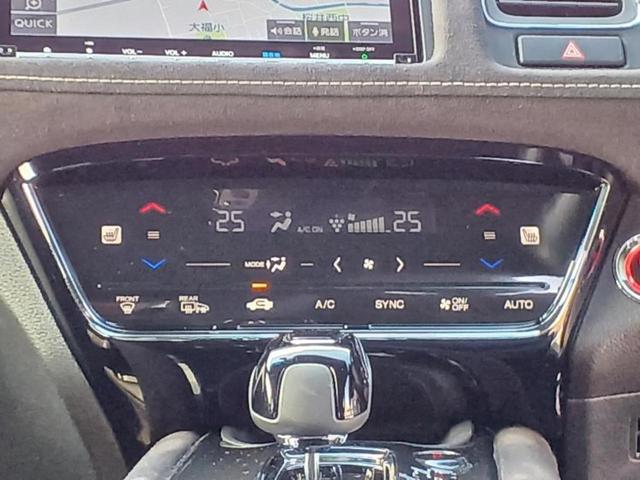 QUICK
大福小
会話
発話
ボタン消
VOL− VOL + AUDIO MENU
25 A/C ON 25
MODE
FRONT REAR A/C SYNC ON/OFF AUTO